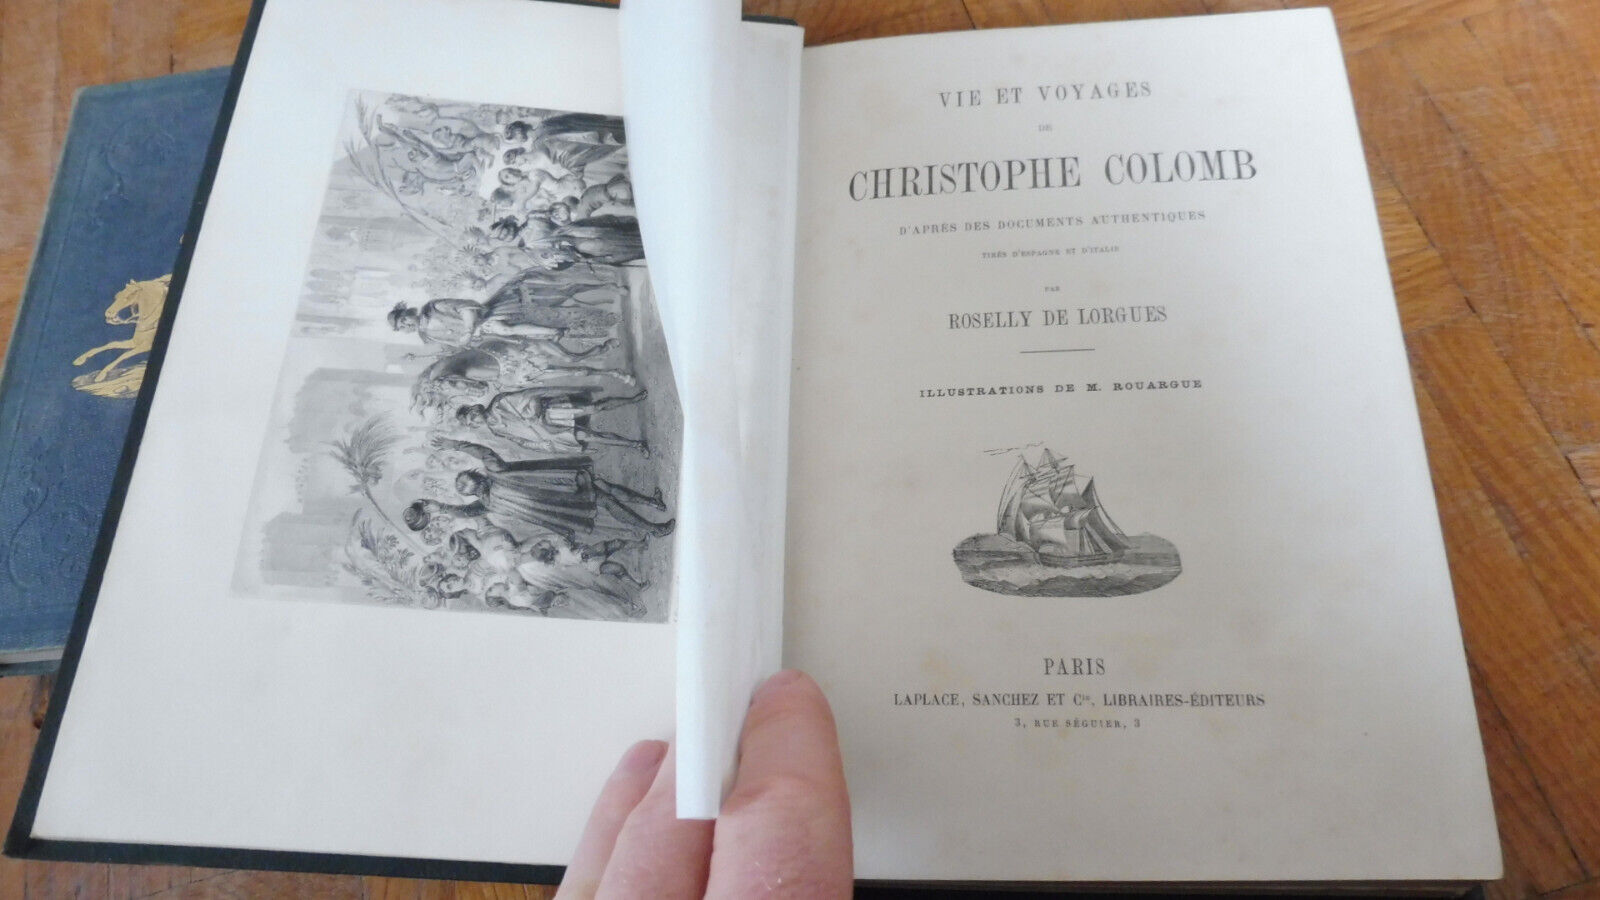 VIE ET VOYAGES
DE
CHRISTOPHE COLOMB
D'APRÈS DES DOCUMENTS AUTHENTIQUES
TIRÉS D'ESPAGNE ET D'ITALIE
PAR
ROSELLY DE LORGUES
ILLUSTRATIONS DE M. ROUARGUE
PARIS
LAPLACE, SANCHEZ ET Cie, LIBRAIRES-ÉDITEURS
3, RUE SÉGUIER, 3